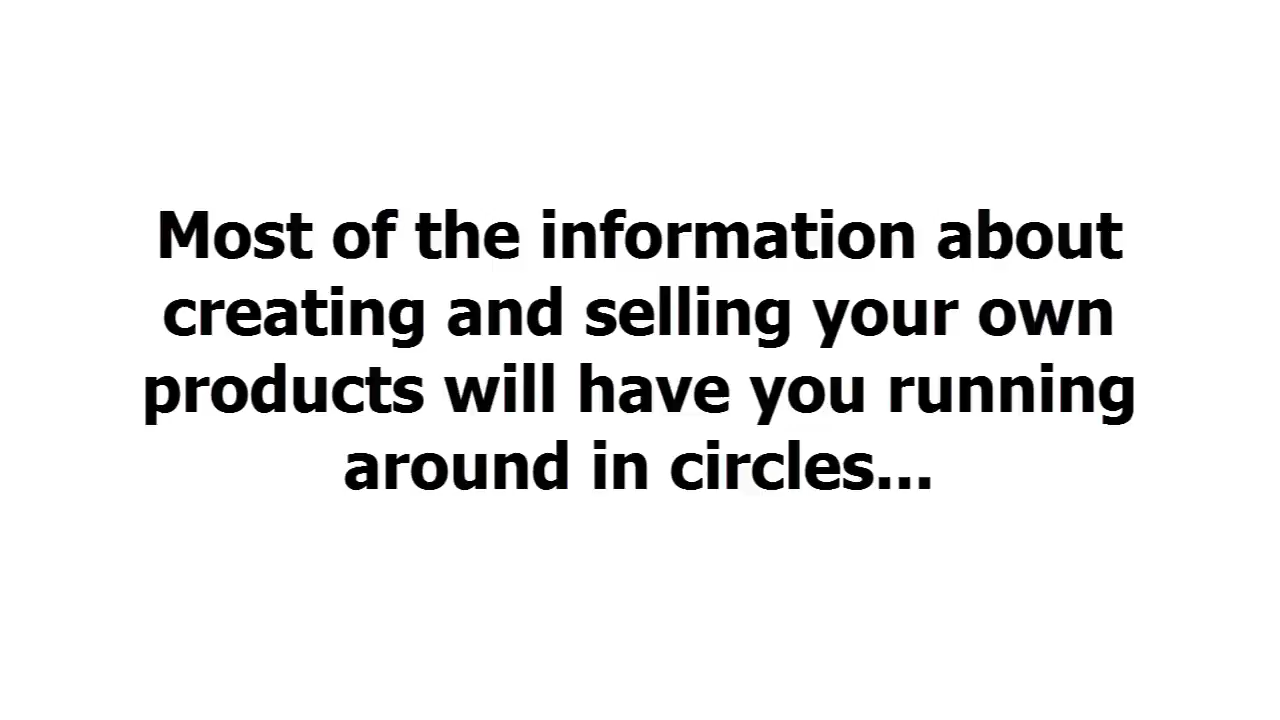 Most of the information about
creating and selling your own
products will have you running
around in circles...